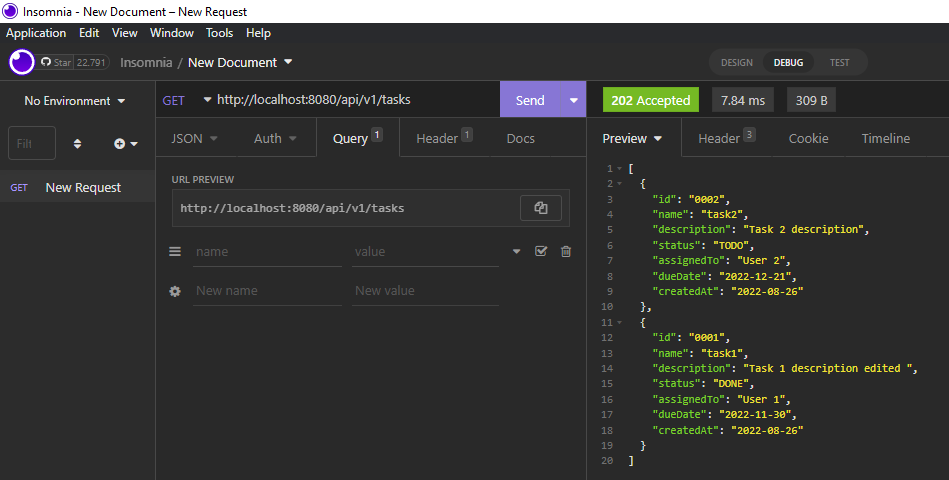 Insomnia - New Document – New Request
Application Edit View Window Tools Help
Star 22.791 Insomnia / New Document DESIGN DEBUG TEST
No Environment GET http://localhost:8080/api/v1/tasks Send 202 Accepted 7.84 ms 309 B
Filt JSON Auth Query 1 Header 1 Docs Preview Header 3 Cookie Timeline
GET New Request
URL PREVIEW
http://localhost:8080/api/v1/tasks
name value
New name New value
1 [
2 {
3 "id": "0002",
4 "name": "task2",
5 "description": "Task 2 description",
6 "status": "TODO",
7 "assignedTo": "User 2",
8 "dueDate": "2022-12-21",
9 "createdAt": "2022-08-26"
10 },
11 {
12 "id": "0001",
13 "name": "task1",
14 "description": "Task 1 description edited ",
15 "status": "DONE",
16 "assignedTo": "User 1",
17 "dueDate": "2022-11-30",
18 "createdAt": "2022-08-26"
19 }
20 ]